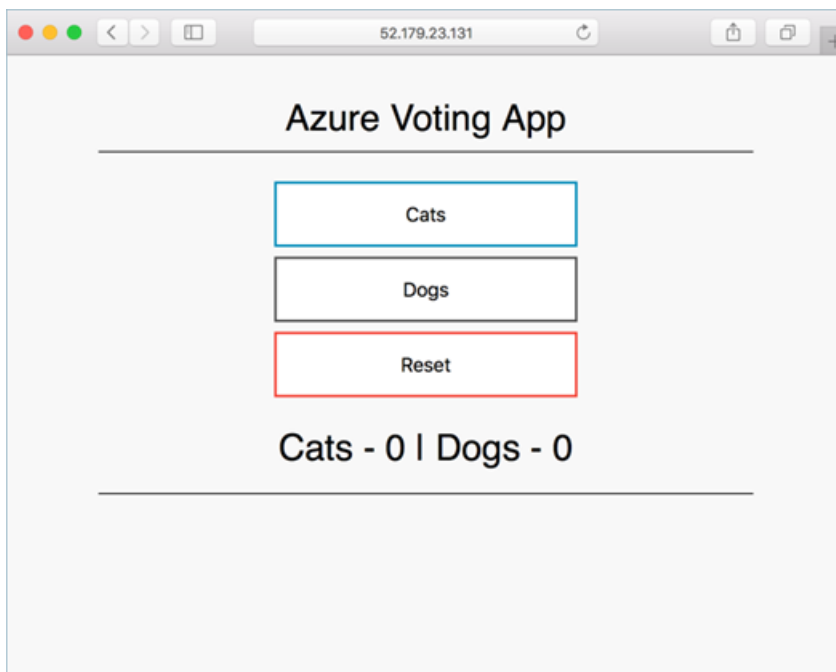 52.179.23.131
Azure Voting App
Cats
Dogs
Reset
Cats - 0 | Dogs - 0